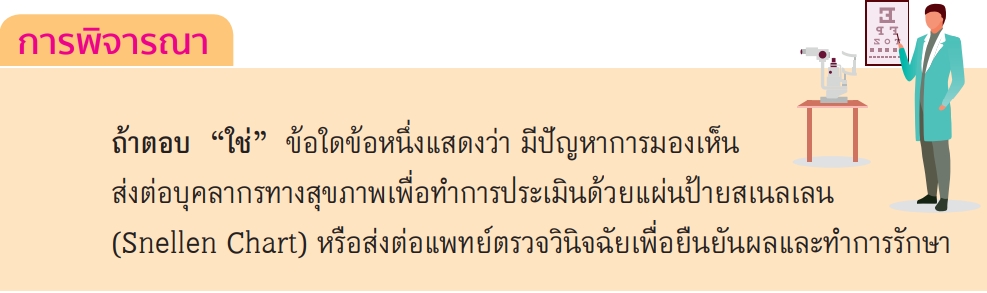 การพิจารณา
ถ้าตอบ “ใช่” ข้อใดข้อหนึ่งแสดงว่า มีปัญหาการมองเห็น
ส่งต่อบุคลากรทางสุขภาพเพื่อทำการประเมินด้วยแผ่นป้ายสเนลเลน
(Snellen Chart) หรือส่งต่อแพทย์ตรวจวินิจฉัยเพื่อยืนยันผลและทำการรักษา